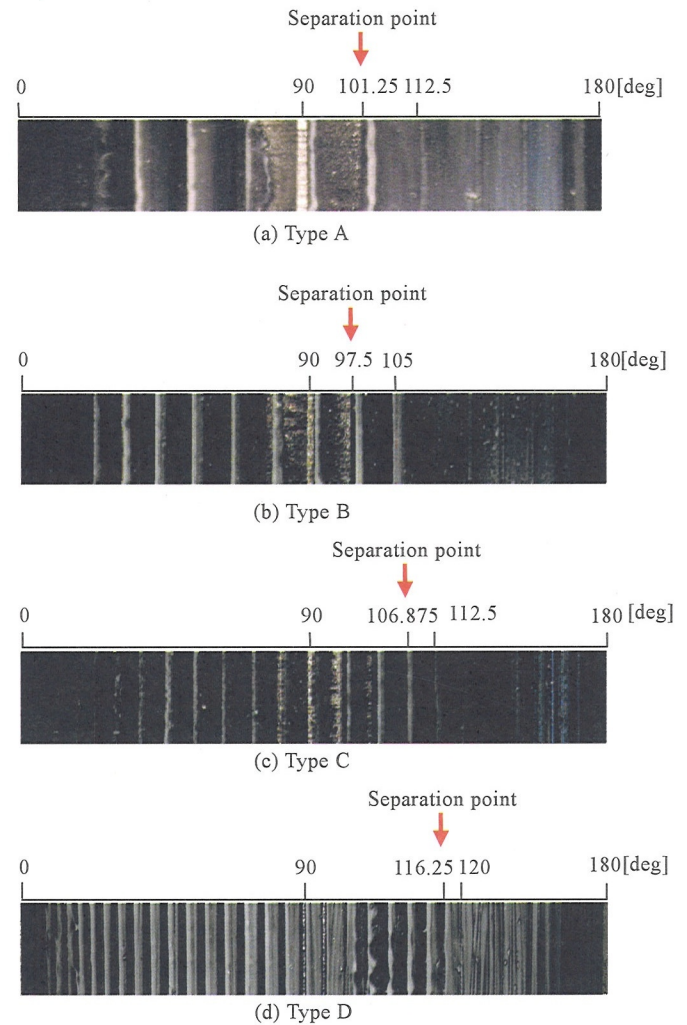 Separation point
0 90 101.25 112.5 180[deg]
(a) Type A
Separation point
0 90 97.5 105 180[deg]
(b) Type B
Separation point
0 90 106.875 112.5 180 [deg]
(c) Type C
Separation point
0 90 116.25 120 180[deg]
(d) Type D